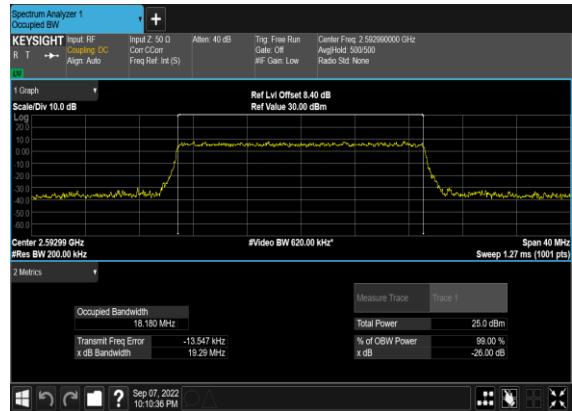 Spectrum Analyzer 1
Occupied BW
+
KEYSIGHT Input: RF Input Z: 50 Ω Atten: 40 dB Trig: Free Run Center Freq: 2.592990000 GHz
R T Coupling: DC Corr CCorr Gate: Off Avg|Hold: 500/500
Align: Auto Freq Ref: Int (S) #IF Gain: Low Radio Std: None
LXI
1 Graph
Ref Lvl Offset 8.40 dB
Scale/Div 10.0 dB Ref Value 30.00 dBm
Log
20.0
10.0
0.00
-10.0
-20.0
-30.0
-40.0
-50.0
-60.0
Center 2.59299 GHz #Video BW 620.00 kHz* Span 40 MHz
#Res BW 200.00 kHz Sweep 1.27 ms (1001 pts)
2 Metrics
Measure Trace Trace 1
Occupied Bandwidth
18.180 MHz Total Power 25.0 dBm
Transmit Freq Error -13.547 kHz % of OBW Power 99.00 %
x dB Bandwidth 19.29 MHz x dB -26.00 dB
? Sep 07, 2022
10:10:36 PM